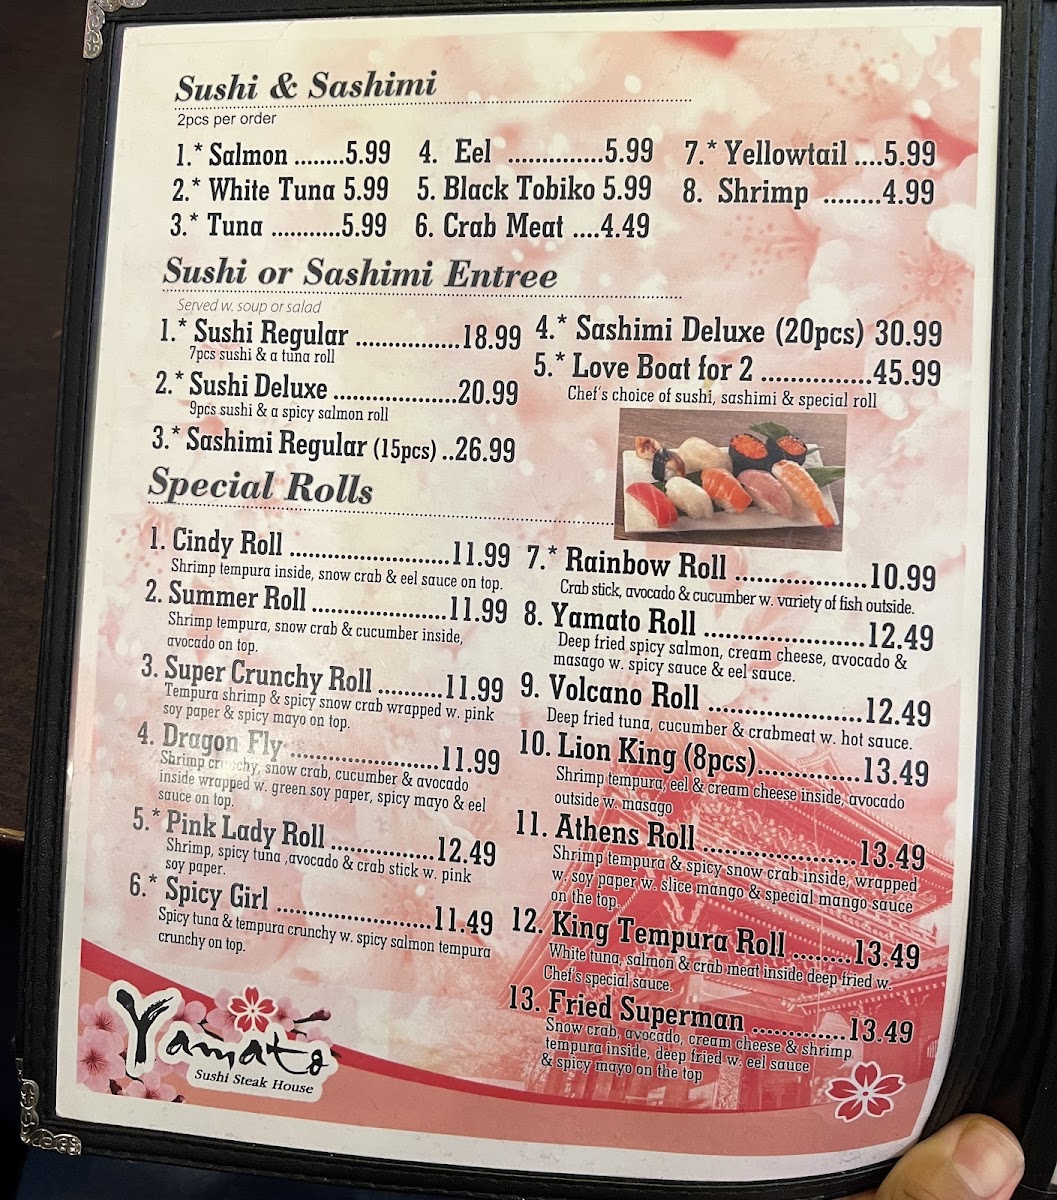 Sushi & Sashimi
2pcs per order
1.* Salmon ........5.99
2.* White Tuna 5.99
3.* Tuna ...........5.99
4. Eel ..............5.99
5. Black Tobiko 5.99
6. Crab Meat ....4.49
7.* Yellowtail ....5.99
8. Shrimp ........4.99
Sushi or Sashimi Entree
Served w. soup or salad
1.* Sushi Regular ................18.99
7pcs sushi & a tuna roll
2.* Sushi Deluxe ...................20.99
9pcs sushi & a spicy salmon roll
3.* Sashimi Regular (15pcs) ..26.99
4.* Sashimi Deluxe (20pcs) 30.99
5.* Love Boat for 2 ................45.99
Chef's choice of sushi, sashimi & special roll
Special Rolls
1. Cindy Roll .........................11.99
Shrimp tempura inside, snow crab & eel sauce on top.
2. Summer Roll .....................11.99
Shrimp tempura, snow crab & cucumber inside,
avocado on top.
3. Super Crunchy Roll ..........11.99
Tempura shrimp & spicy snow crab wrapped w. pink
soy paper & spicy mayo on top.
4. Dragon Fly .......................11.99
Shrimp crunchy, snow crab, cucumber & avocado
inside wrapped w. green soy paper, spicy mayo & eel
sauce on top.
5.* Pink Lady Roll ................12.49
Shrimp, spicy tuna ,avocado & crab stick w. pink
soy paper.
6.* Spicy Girl ........................11.49
Spicy tuna & tempura crunchy w. spicy salmon tempura
crunchy on top.
7.* Rainbow Roll ....................10.99
Crab stick, avocado & cucumber w. variety of fish outside.
8. Yamato Roll .........................12.49
Deep fried spicy salmon, cream cheese, avocado &
masago w. spicy sauce & eel sauce.
9. Volcano Roll ........................12.49
Deep fried tuna, cucumber & crabmeat w. hot sauce.
10. Lion King (8pcs)................13.49
Shrimp tempura, eel & cream cheese inside, avocado
outside w. masago
11. Athens Roll ........................13.49
Shrimp tempura & spicy snow crab inside, wrapped
w. soy paper w. slice mango & special mango sauce
on the top.
12. King Tempura Roll .........13.49
White tuna, salmon & crab meat inside deep fried w.
Chef's special sauce.
13. Fried Superman ..............13.49
Snow crab, avocado, cream cheese & shrimp
tempura inside, deep fried w. eel sauce
& spicy mayo on the top
Yamato
Sushi Steak House